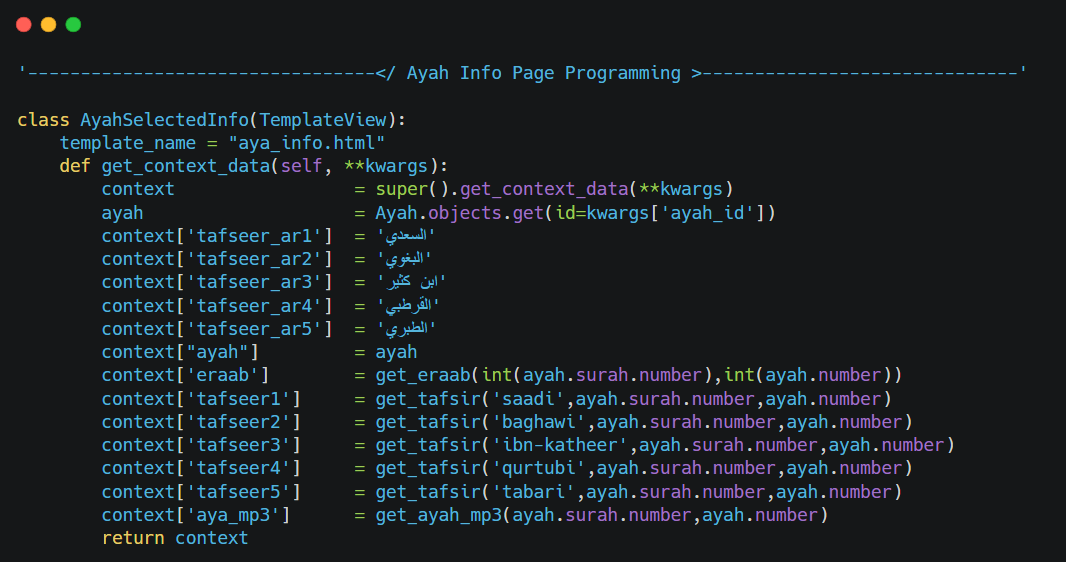 '---------------------------------</ Ayah Info Page Programming >------------------------------'
class AyahSelectedInfo(TemplateView):
    template_name = "aya_info.html"
    def get_context_data(self, **kwargs):
        context                 = super().get_context_data(**kwargs)
        ayah                    = Ayah.objects.get(id=kwargs['ayah_id'])
        context['tafseer_ar1']  = 'السعدي'
        context['tafseer_ar2']  = 'البغوي'
        context['tafseer_ar3']  = 'ابن كثير'
        context['tafseer_ar4']  = 'القرطبي'
        context['tafseer_ar5']  = 'الطبري'
        context["ayah"]         = ayah
        context['eraab']        = get_eraab(int(ayah.surah.number),int(ayah.number))
        context['tafseer1']     = get_tafsir('saadi',ayah.surah.number,ayah.number)
        context['tafseer2']     = get_tafsir('baghawi',ayah.surah.number,ayah.number)
        context['tafseer3']     = get_tafsir('ibn-katheer',ayah.surah.number,ayah.number)
        context['tafseer4']     = get_tafsir('qurtubi',ayah.surah.number,ayah.number)
        context['tafseer5']     = get_tafsir('tabari',ayah.surah.number,ayah.number)
        context['aya_mp3']      = get_ayah_mp3(ayah.surah.number,ayah.number)
        return context